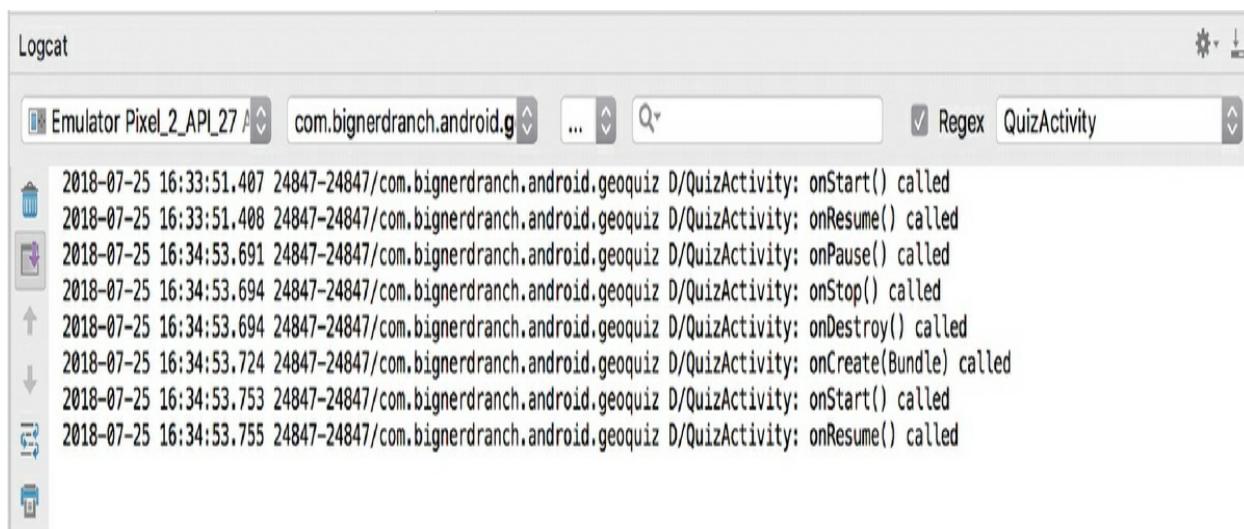 Logcat
Emulator Pixel_2_API_27 com.bignerdranch.android.g ... Regex QuizActivity
2018-07-25 16:33:51.407 24847-24847/com.bignerdranch.android.geoquiz D/QuizActivity: onStart() called
2018-07-25 16:33:51.408 24847-24847/com.bignerdranch.android.geoquiz D/QuizActivity: onResume() called
2018-07-25 16:34:53.691 24847-24847/com.bignerdranch.android.geoquiz D/QuizActivity: onPause() called
2018-07-25 16:34:53.694 24847-24847/com.bignerdranch.android.geoquiz D/QuizActivity: onStop() called
2018-07-25 16:34:53.694 24847-24847/com.bignerdranch.android.geoquiz D/QuizActivity: onDestroy() called
2018-07-25 16:34:53.724 24847-24847/com.bignerdranch.android.geoquiz D/QuizActivity: onCreate(Bundle) called
2018-07-25 16:34:53.753 24847-24847/com.bignerdranch.android.geoquiz D/QuizActivity: onStart() called
2018-07-25 16:34:53.755 24847-24847/com.bignerdranch.android.geoquiz D/QuizActivity: onResume() called